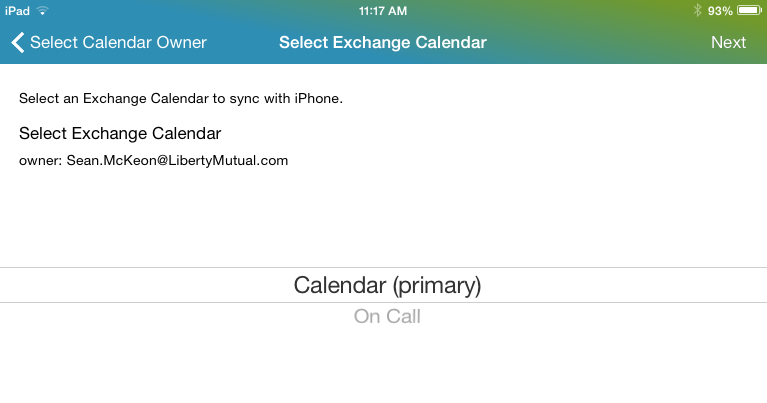 iPad 11:17 AM 93%
Select Calendar Owner Select Exchange Calendar Next
Select an Exchange Calendar to sync with iPhone.
Select Exchange Calendar
owner: Sean.McKeon@LibertyMutual.com
Calendar (primary)
On Call